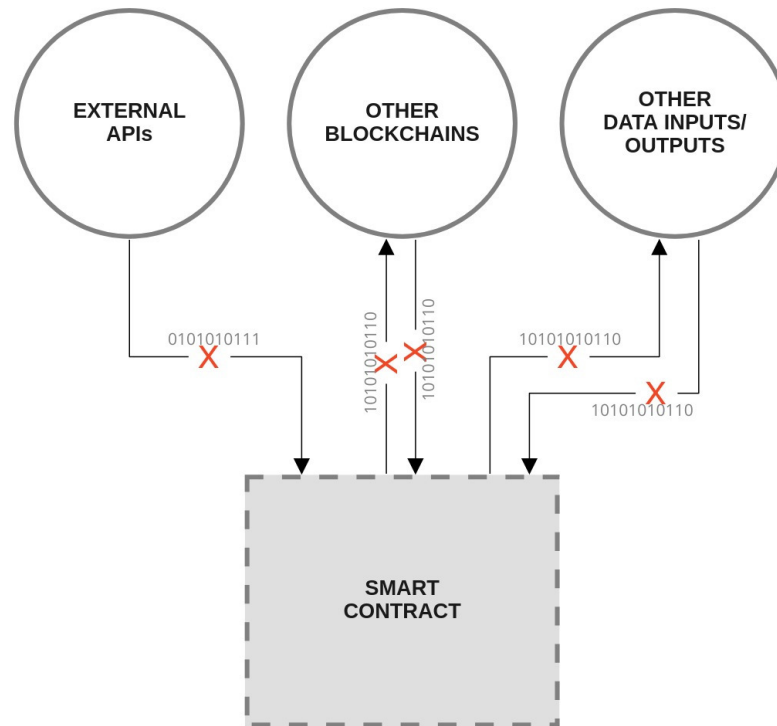 EXTERNAL
APIs
OTHER
BLOCKCHAINS
OTHER
DATA INPUTS/
OUTPUTS
0101010111
X
10101010110
X
10101010110
X
10101010110
X
10101010110
X
SMART
CONTRACT